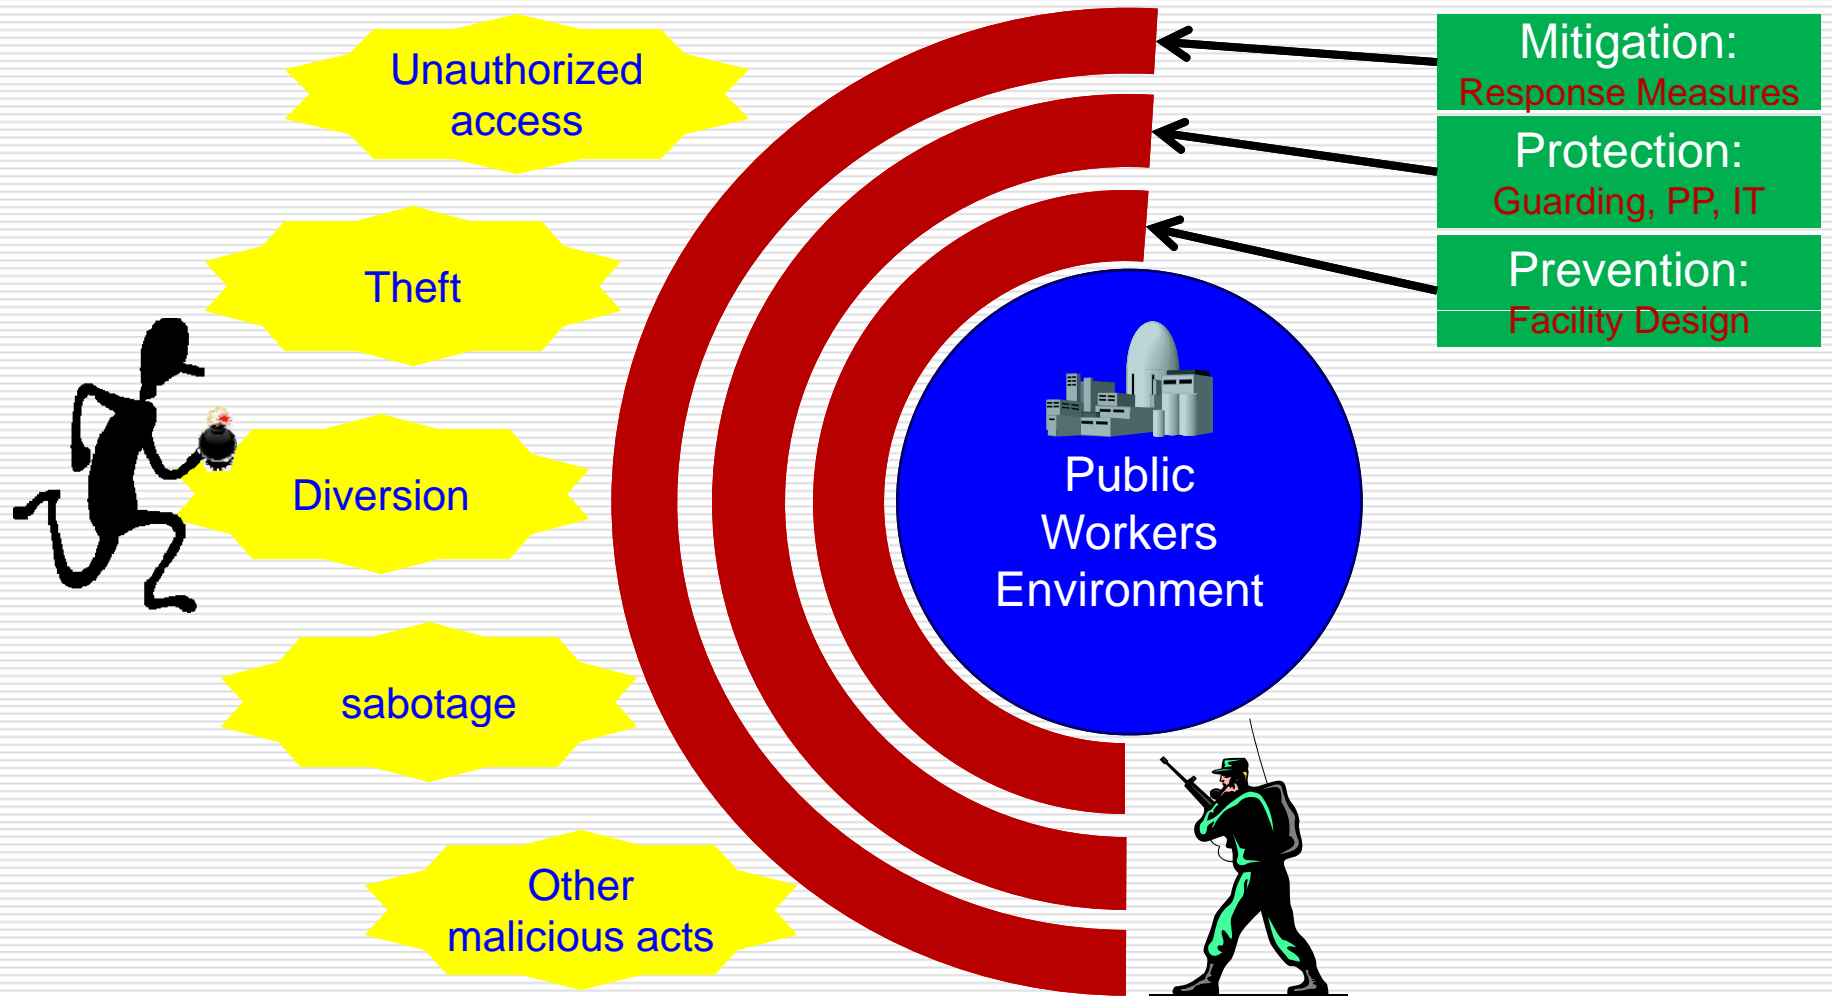 Unauthorized
access
Theft
Diversion
sabotage
Other
malicious acts
Public
Workers
Environment
Mitigation:
Response Measures
Protection:
Guarding, PP, IT
Prevention:
Facility Design